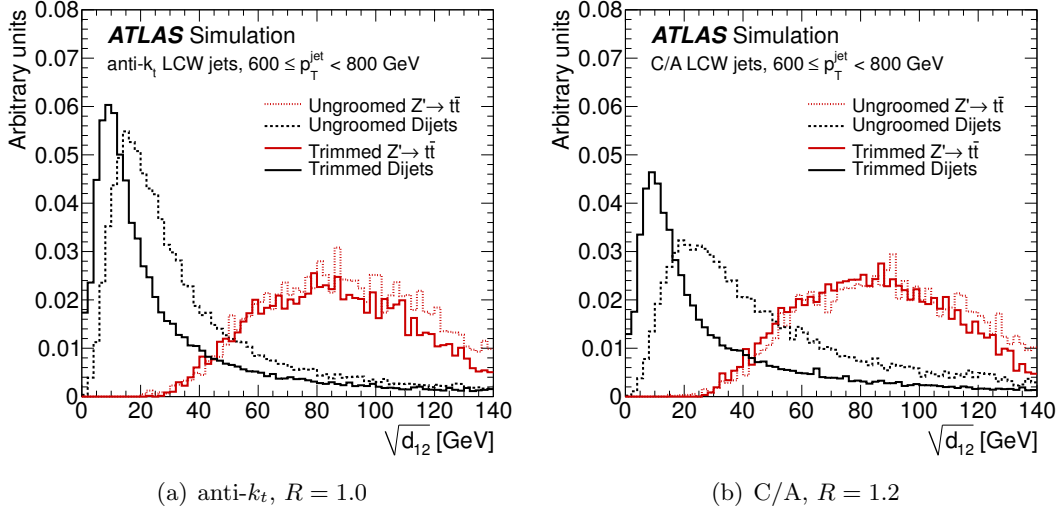 Arbitrary units
0.08
0.07
0.06
0.05
0.04
0.03
0.02
0.01
0
ATLAS Simulation
anti-k_t LCW jets, 600 ≤ p_T^jet < 800 GeV
Ungroomed Z'→ tt̄
Ungroomed Dijets
Trimmed Z'→ tt̄
Trimmed Dijets
0 20 40 60 80 100 120 140
√d_12 [GeV]
(a) anti-k_t, R = 1.0
Arbitrary units
0.08
0.07
0.06
0.05
0.04
0.03
0.02
0.01
0
ATLAS Simulation
C/A LCW jets, 600 ≤ p_T^jet < 800 GeV
Ungroomed Z'→ tt̄
Ungroomed Dijets
Trimmed Z'→ tt̄
Trimmed Dijets
0 20 40 60 80 100 120 140
√d_12 [GeV]
(b) C/A, R = 1.2